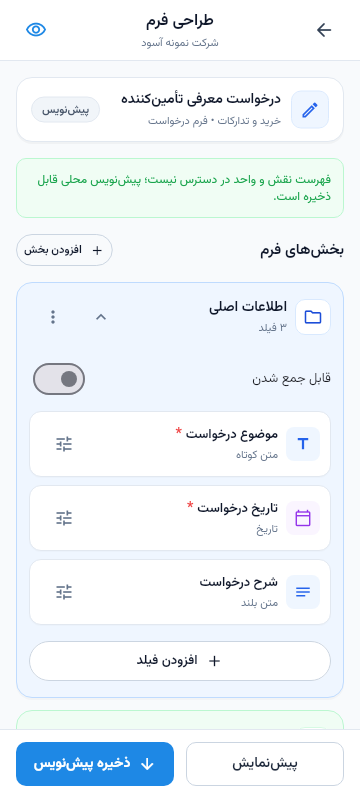 طراحی فرم
شرکت نمونه آسود
درخواست معرفی تأمین‌کننده
خرید و تدارکات • فرم درخواست
پیش‌نویس
فهرست نقش و واحد در دسترس نیست؛ پیش‌نویس محلی قابل
ذخیره است.
بخش‌های فرم
افزودن بخش
اطلاعات اصلی
۳ فیلد
قابل جمع شدن
موضوع درخواست *
متن کوتاه
تاریخ درخواست *
تاریخ
شرح درخواست
متن بلند
افزودن فیلد
پیش‌نمایش
ذخیره پیش‌نویس